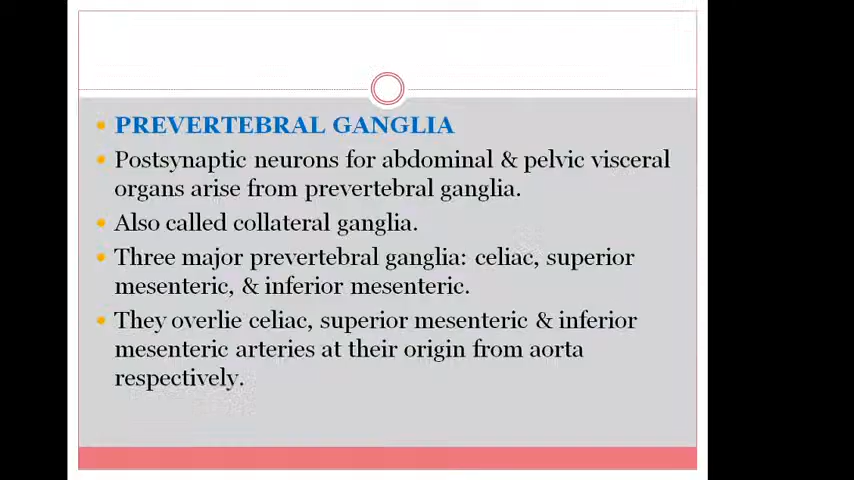 PREVERTEBRAL GANGLIA
Postsynaptic neurons for abdominal & pelvic visceral
organs arise from prevertebral ganglia.
Also called collateral ganglia.
Three major prevertebral ganglia: celiac, superior
mesenteric, & inferior mesenteric.
They overlie celiac, superior mesenteric & inferior
mesenteric arteries at their origin from aorta
respectively.